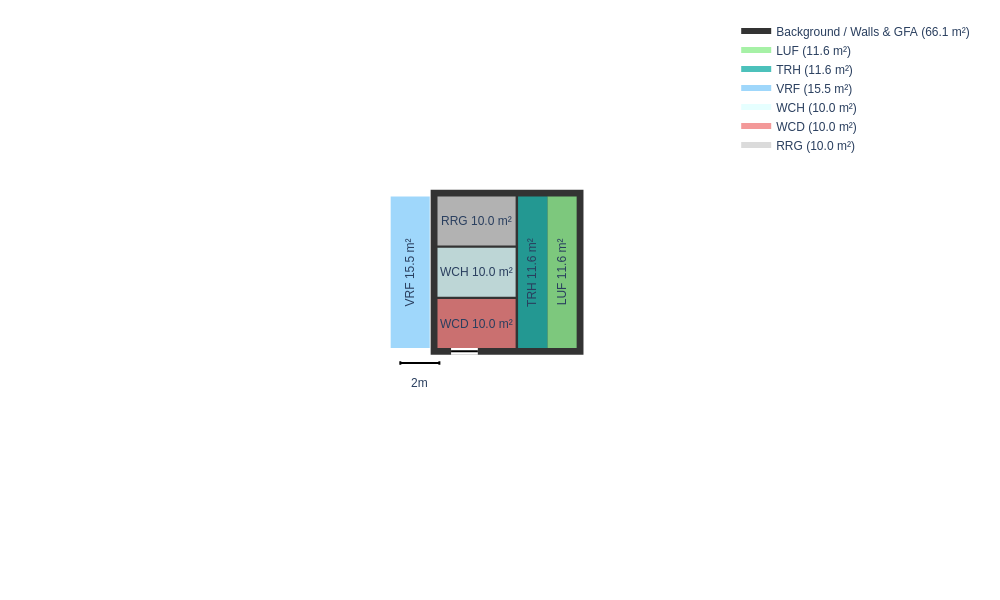 Background / Walls & GFA (66.1 m²)
LUF (11.6 m²)
TRH (11.6 m²)
VRF (15.5 m²)
WCH (10.0 m²)
WCD (10.0 m²)
RRG (10.0 m²)
VRF 15.5 m²
RRG 10.0 m²
WCH 10.0 m²
WCD 10.0 m²
TRH 11.6 m²
LUF 11.6 m²
2m